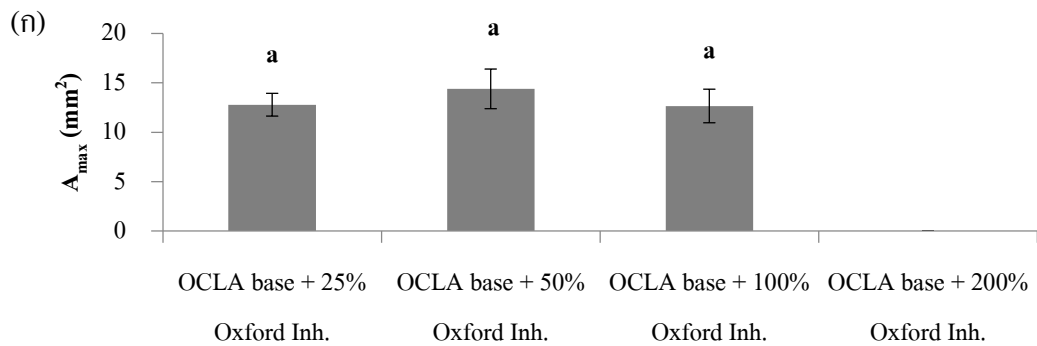 (ก)
A_max (mm²)
20
15
10
5
0
a
a
a
OCLA base + 25% Oxford Inh.
OCLA base + 50% Oxford Inh.
OCLA base + 100% Oxford Inh.
OCLA base + 200% Oxford Inh.